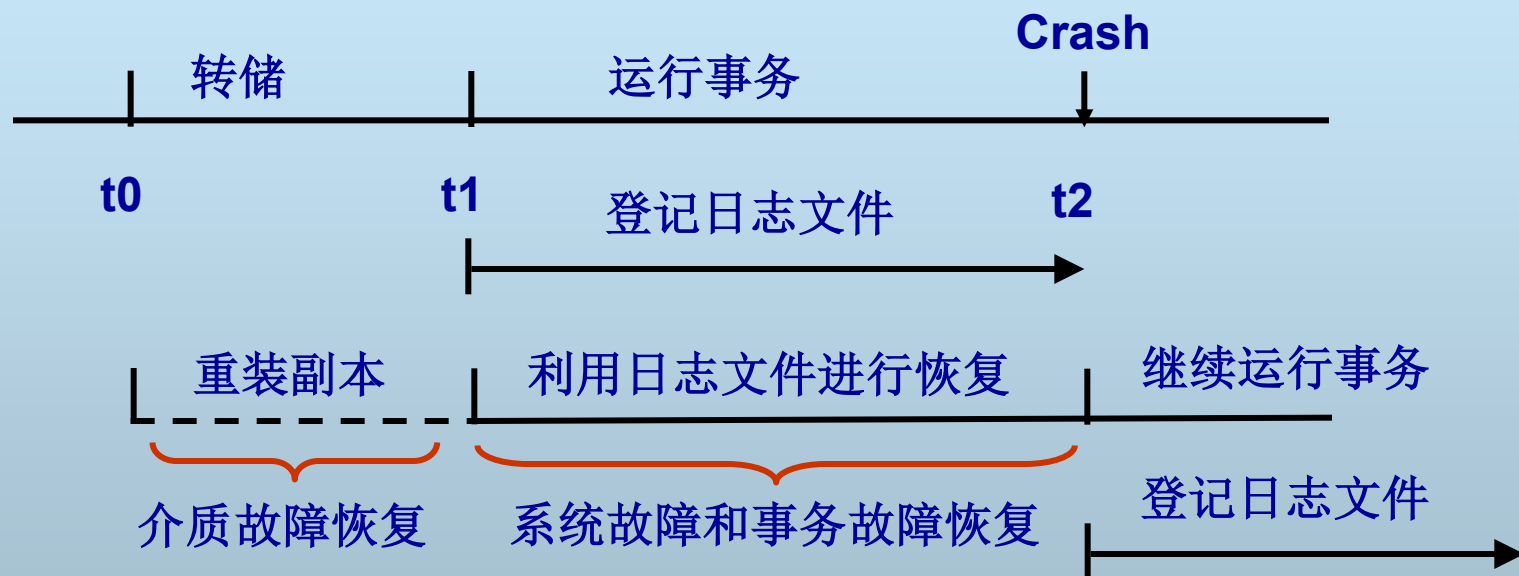 Crash
转储 运行事务
t0 t1 t2
登记日志文件
重装副本 利用日志文件进行恢复 继续运行事务
介质故障恢复 系统故障和事务故障恢复 登记日志文件